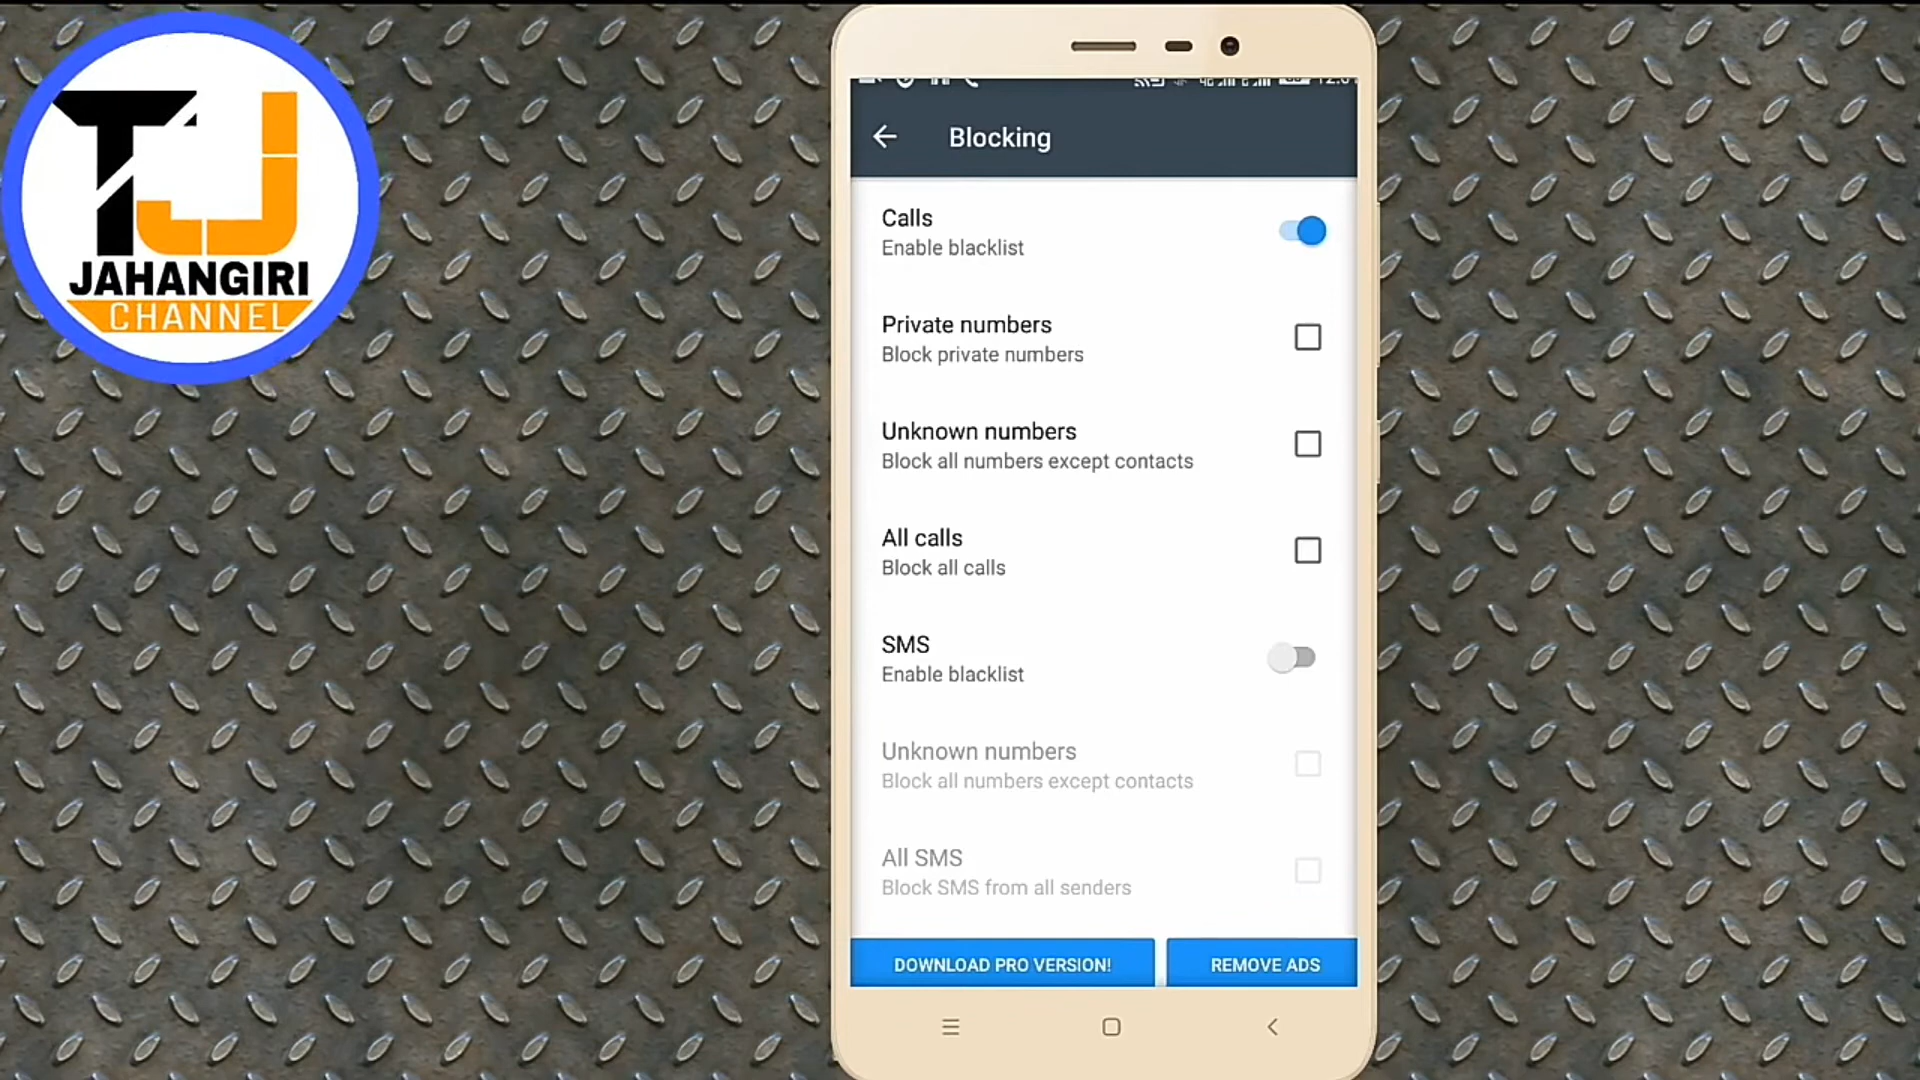 TJ
JAHANGIRI
CHANNEL
Blocking
Calls
Enable blacklist
Private numbers
Block private numbers
Unknown numbers
Block all numbers except contacts
All calls
Block all calls
SMS
Enable blacklist
Unknown numbers
Block all numbers except contacts
All SMS
Block SMS from all senders
DOWNLOAD PRO VERSION!
REMOVE ADS